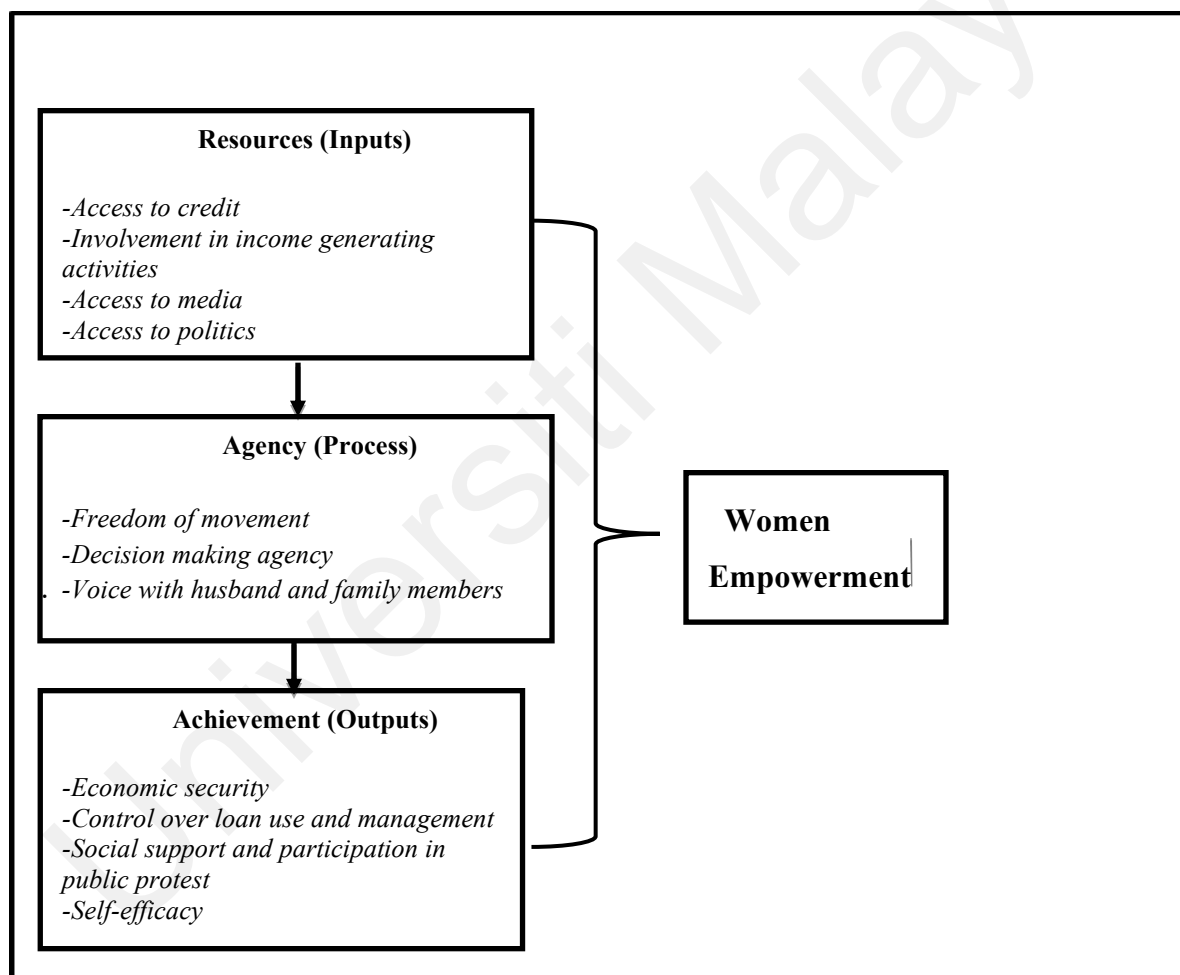 Resources (Inputs)
-Access to credit
-Involvement in income generating
activities
-Access to media
-Access to politics
Agency (Process)
-Freedom of movement
-Decision making agency
. -Voice with husband and family members
Achievement (Outputs)
-Economic security
-Control over loan use and management
-Social support and participation in
public protest
-Self-efficacy
Women
Empowerment
Universiti Malay